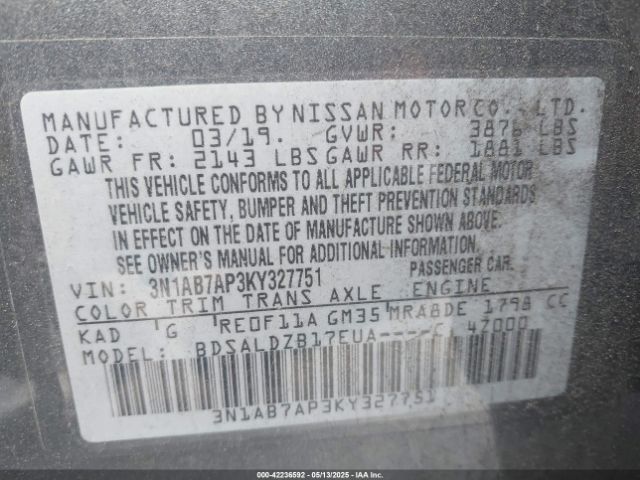 MANUFACTURED BY NISSAN MOTOR CO., LTD.
DATE: 03/19. GVWR: 3876 LBS
GAWR FR: 2143 LBS GAWR RR: 1881 LBS
THIS VEHICLE CONFORMS TO ALL APPLICABLE FEDERAL MOTOR
VEHICLE SAFETY, BUMPER AND THEFT PREVENTION STANDARDS
IN EFFECT ON THE DATE OF MANUFACTURE SHOWN ABOVE.
SEE OWNER'S MANUAL FOR ADDITIONAL INFORMATION.
VIN: 3N1AB7AP3KY327751 PASSENGER CAR.
COLOR TRIM TRANS AXLE ENGINE
KAD G RE0F11A GM35 MRA8DE 1798 CC
MODEL: BDSALDZB17EUA----C 4Z000
3N1AB7AP3KY327751
000-42236592 — 05/13/2025 — IAA Inc.